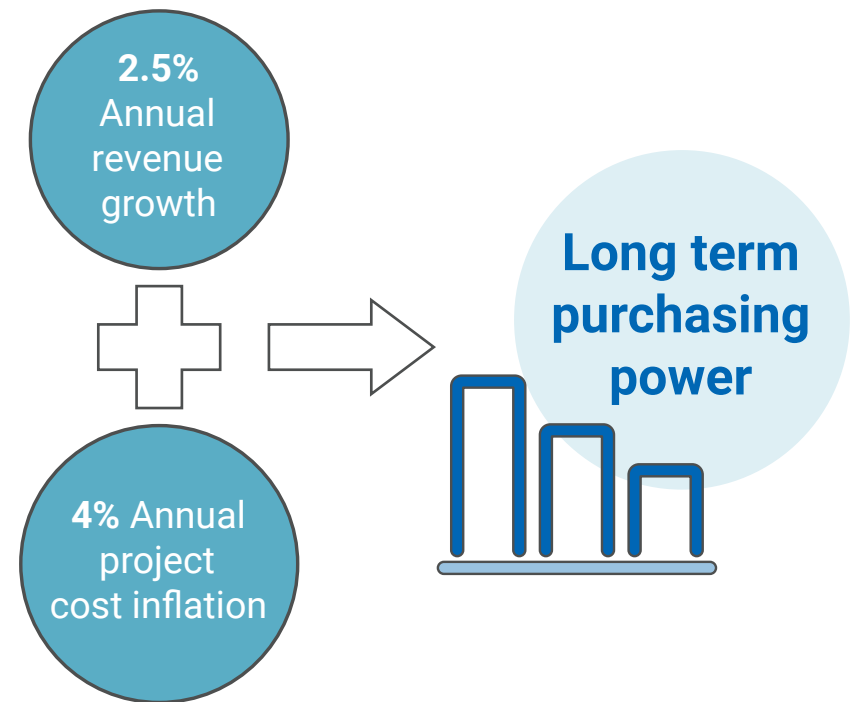 2.5%
Annual
revenue
growth
4% Annual
project
cost inflation
Long term
purchasing
power